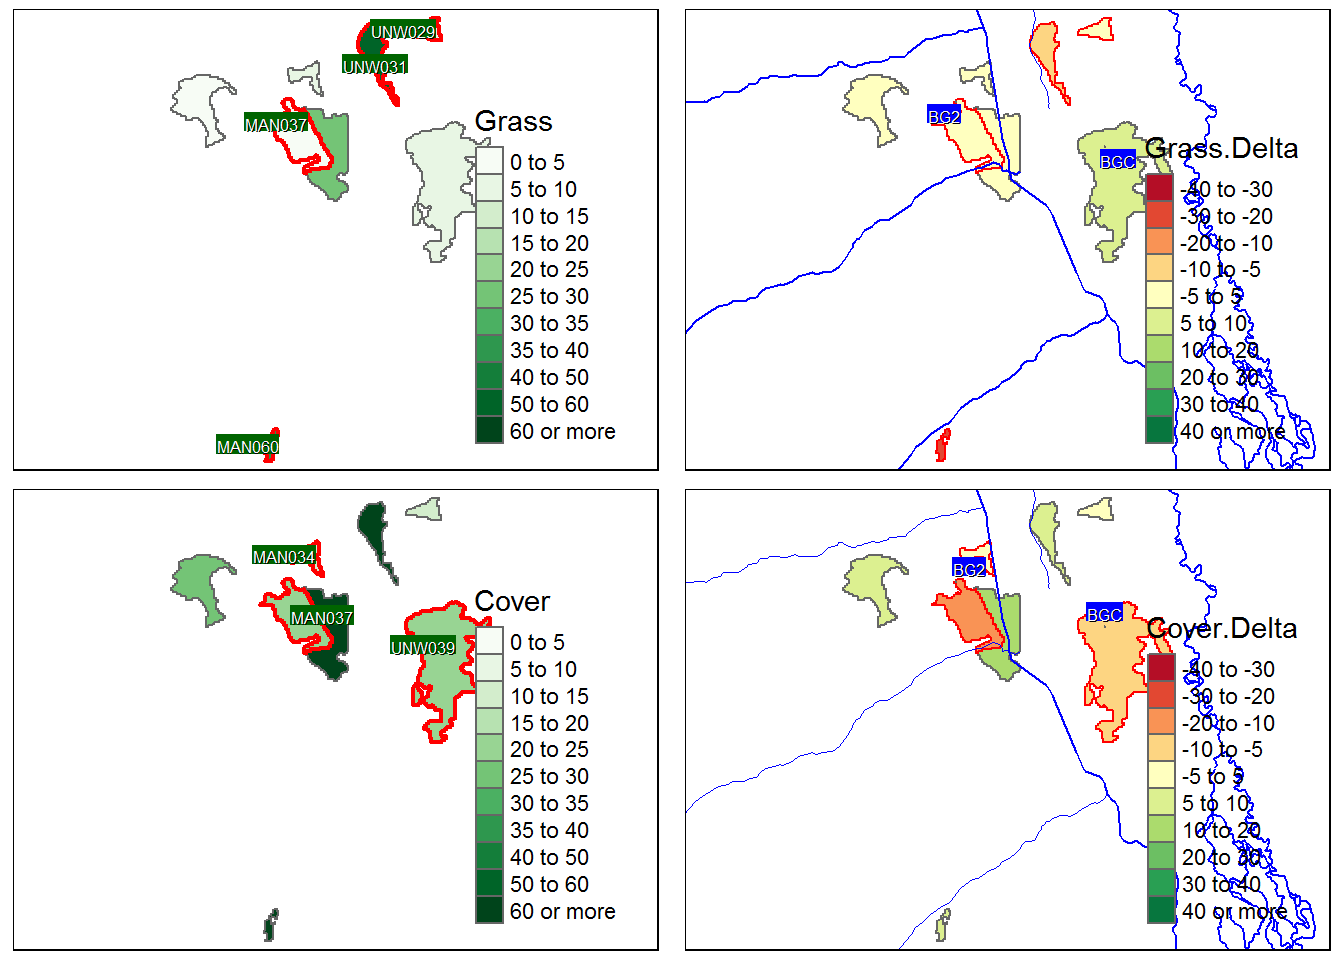 UNW029
UNW031
MAN037
MAN060
Grass
0 to 5
5 to 10
10 to 15
15 to 20
20 to 25
25 to 30
30 to 35
35 to 40
40 to 50
50 to 60
60 or more
BG2
BGC
Grass.Delta
-40 to -30
-30 to -20
-20 to -10
-10 to -5
-5 to 5
5 to 10
10 to 20
20 to 30
30 to 40
40 or more
MAN034
MAN037
UNW039
Cover
0 to 5
5 to 10
10 to 15
15 to 20
20 to 25
25 to 30
30 to 35
35 to 40
40 to 50
50 to 60
60 or more
BG2
BGC
Cover.Delta
-40 to -30
-30 to -20
-20 to -10
-10 to -5
-5 to 5
5 to 10
10 to 20
20 to 30
30 to 40
40 or more